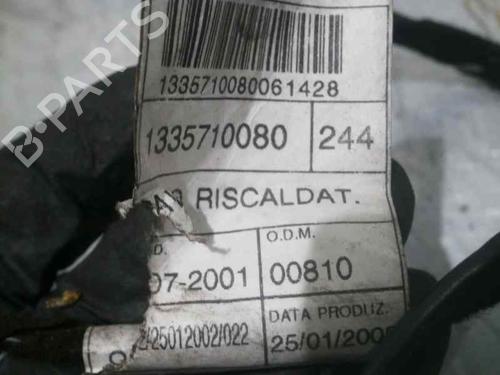 B-PARTS
1335710080061428
1335710080 244
RISCALDAT.
D. O.D.M.
07-2001 00810
DATA PRODUZ.
/25012002/022 25/01/200